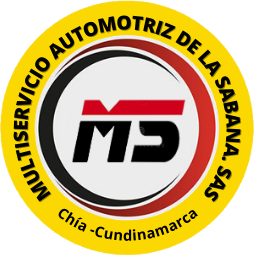 MULTISERVICIO AUTOMOTRIZ DE LA SABANA. SAS
MS
Chía -Cundinamarca